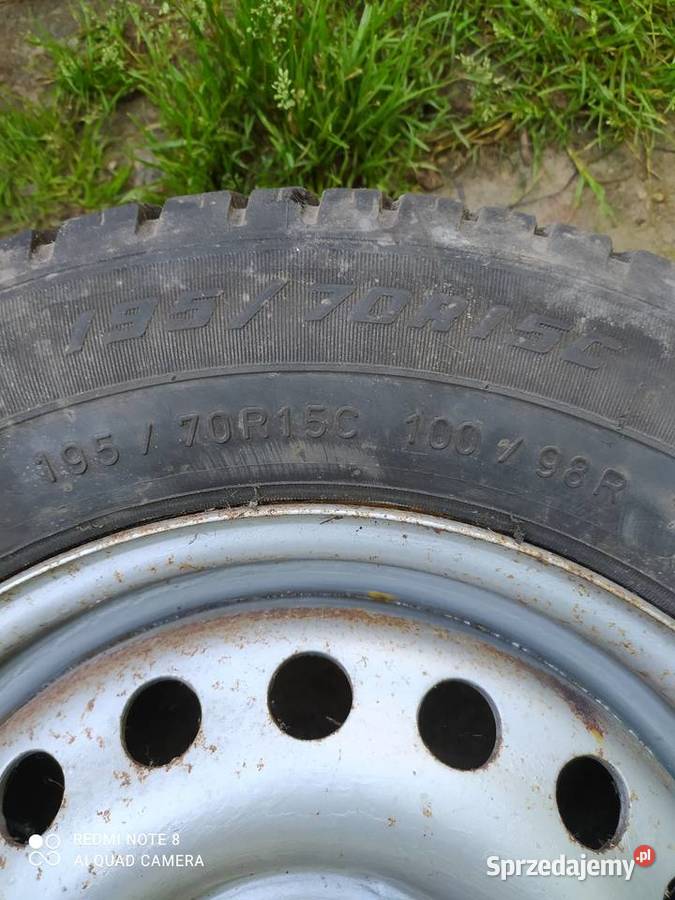 195/70R15C
195 / 70R15C 100 / 98R
REDMI NOTE 8
AI QUAD CAMERA
Sprzedajemy.pl